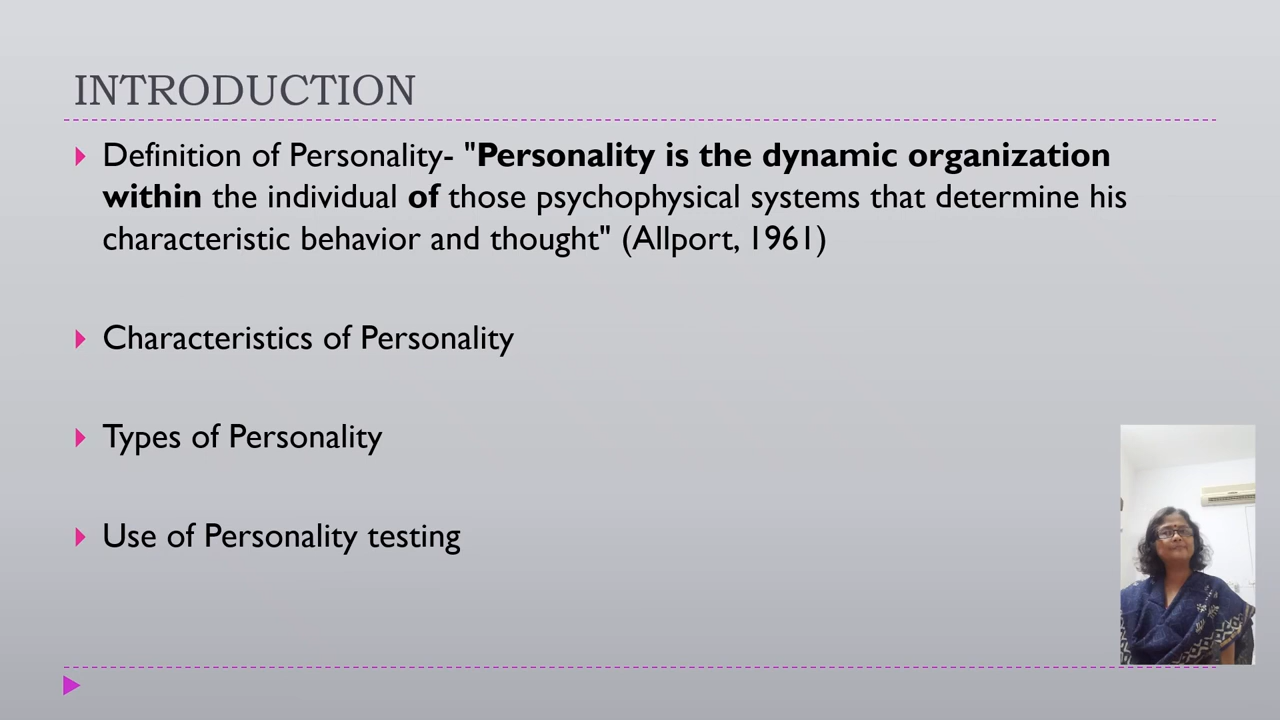 INTRODUCTION
Definition of Personality- "Personality is the dynamic organization
within the individual of those psychophysical systems that determine his
characteristic behavior and thought" (Allport, 1961)
Characteristics of Personality
Types of Personality
Use of Personality testing